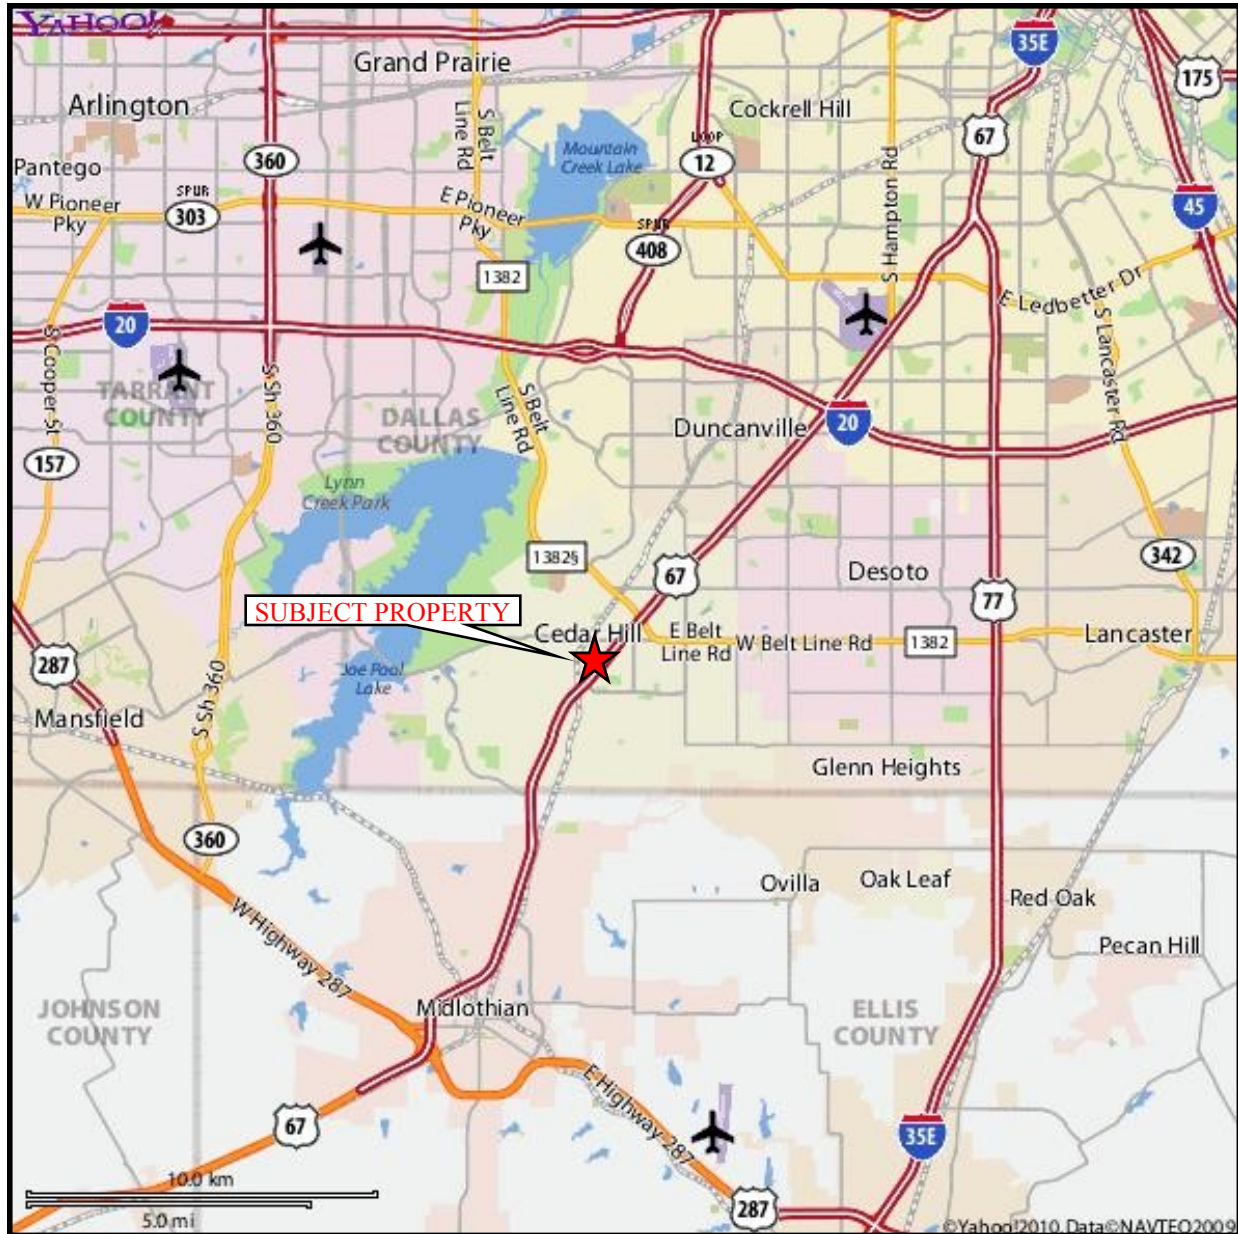 YAHOO!
Grand Prairie
35E
175
Arlington
Cockrell Hill
S Belt
Line Rd
67
LOOP
12
Mountain
Creek Lake
360
Pantego
SPUR
303
W Pioneer
Pky
E Pioneer
Pky
S Hampton Rd
45
SPUR
408
1382
E Ledbetter Dr
20
S Cooper St
S Lancaster Rd
TARRANT
COUNTY
S Sh 360
DALLAS
COUNTY
S Belt
Line Rd
Duncanville
20
157
Lynn
Creek Park
1382§
342
67
Desoto
77
SUBJECT PROPERTY
Cedar Hill
E Belt
Line Rd
W Belt Line Rd
1382
Lancaster
287
Joe Pool
Lake
S Sh 360
Mansfield
Glenn Heights
360
Ovilla
Oak Leaf
Red Oak
W Highway 287
Pecan Hill
JOHNSON
COUNTY
Midlothian
ELLIS
COUNTY
E Highway 287
67
35E
10.0 km
5.0 mi
287
©Yahoo!2010, Data©NAVTEQ2009